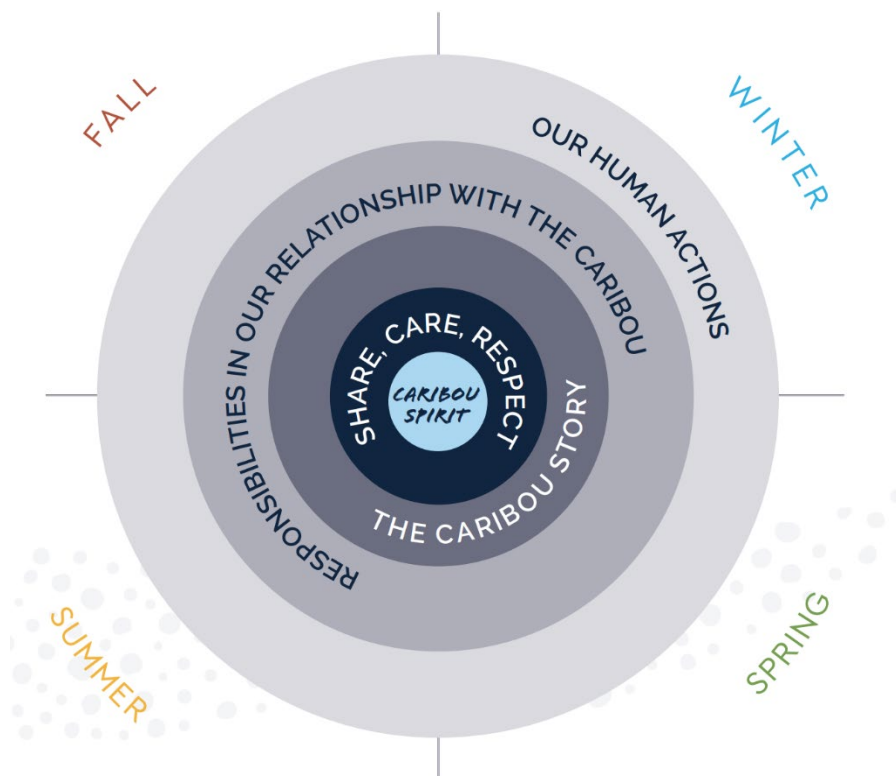 FALL
WINTER
OUR HUMAN ACTIONS
RESPONSIBILITIES IN OUR RELATIONSHIP WITH THE CARIBOU
SHARE, CARE, RESPECT
CARIBOU
SPIRIT
THE CARIBOU STORY
SUMMER
SPRING